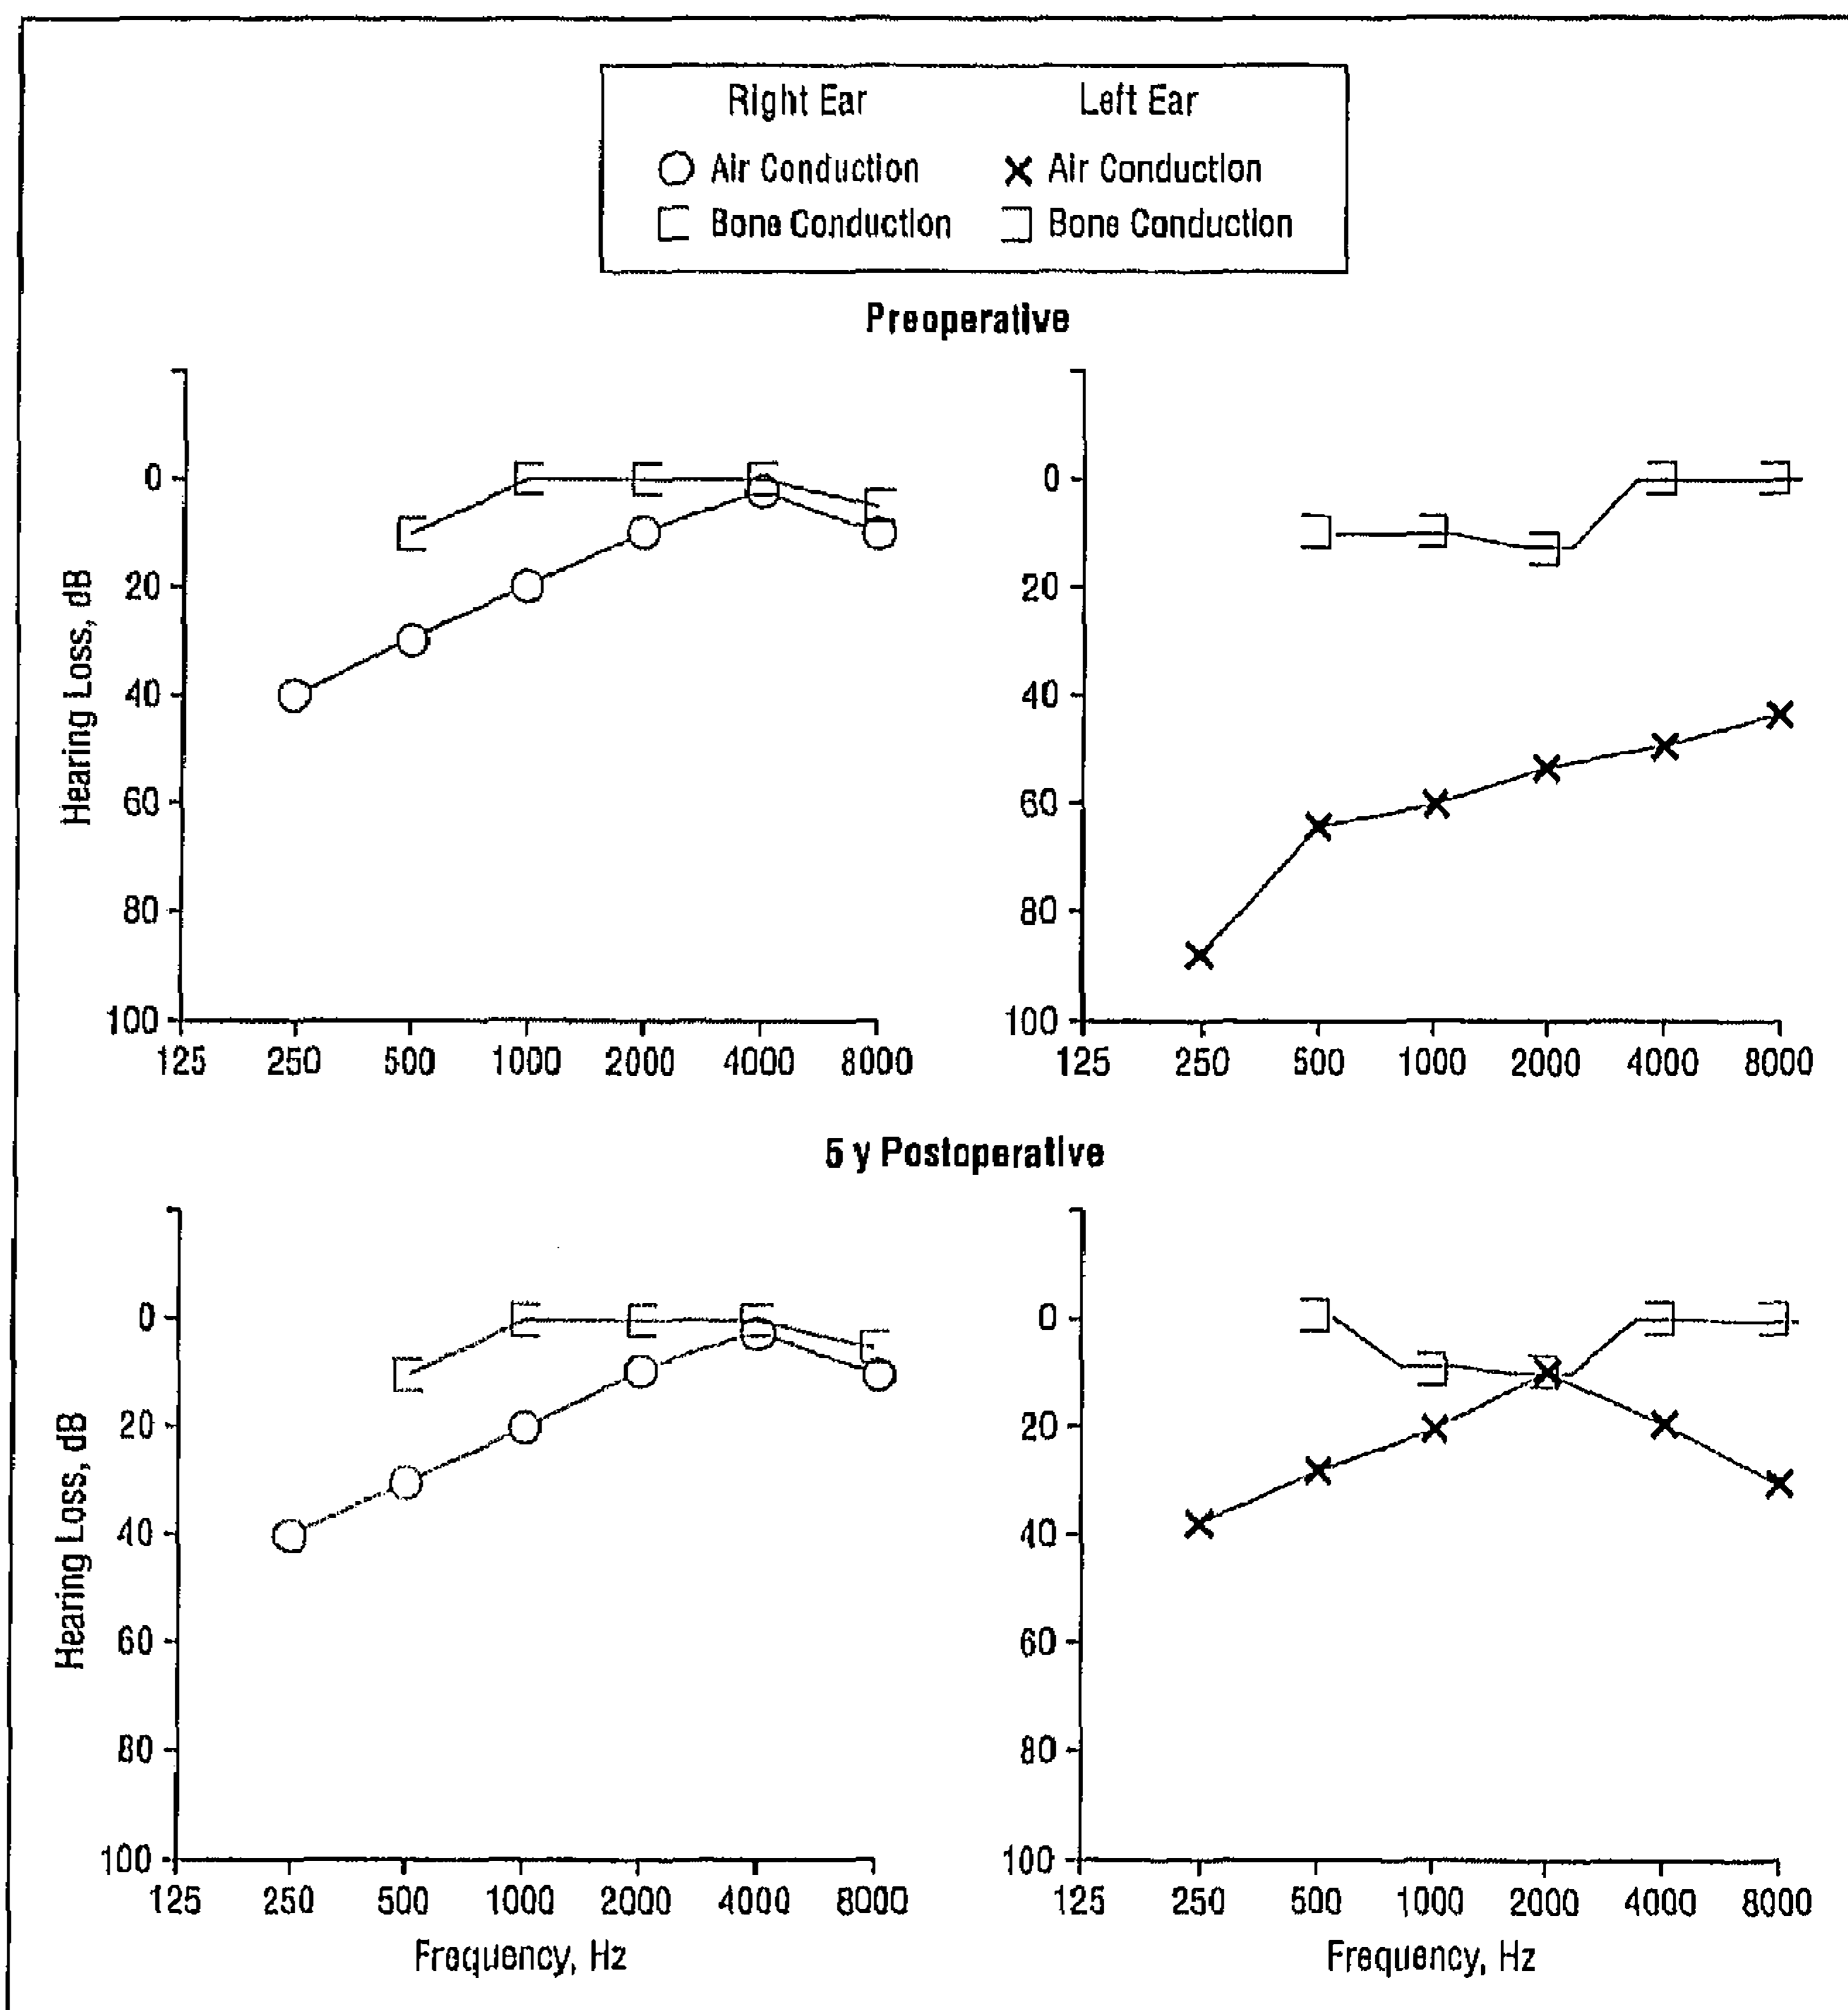 Right Ear Left Ear
Air Conduction Air Conduction
Bone Conduction Bone Conduction
Preoperative
Hearing Loss, dB
0
20
40
60
80
100
125 250 500 1000 2000 4000 8000
0
20
40
60
80
100
125 250 500 1000 2000 4000 8000
5 y Postoperative
Hearing Loss, dB
0
20
40
60
80
100
125 250 500 1000 2000 4000 8000
Frequency, Hz
0
20
40
60
80
100
125 250 500 1000 2000 4000 8000
Frequency, Hz